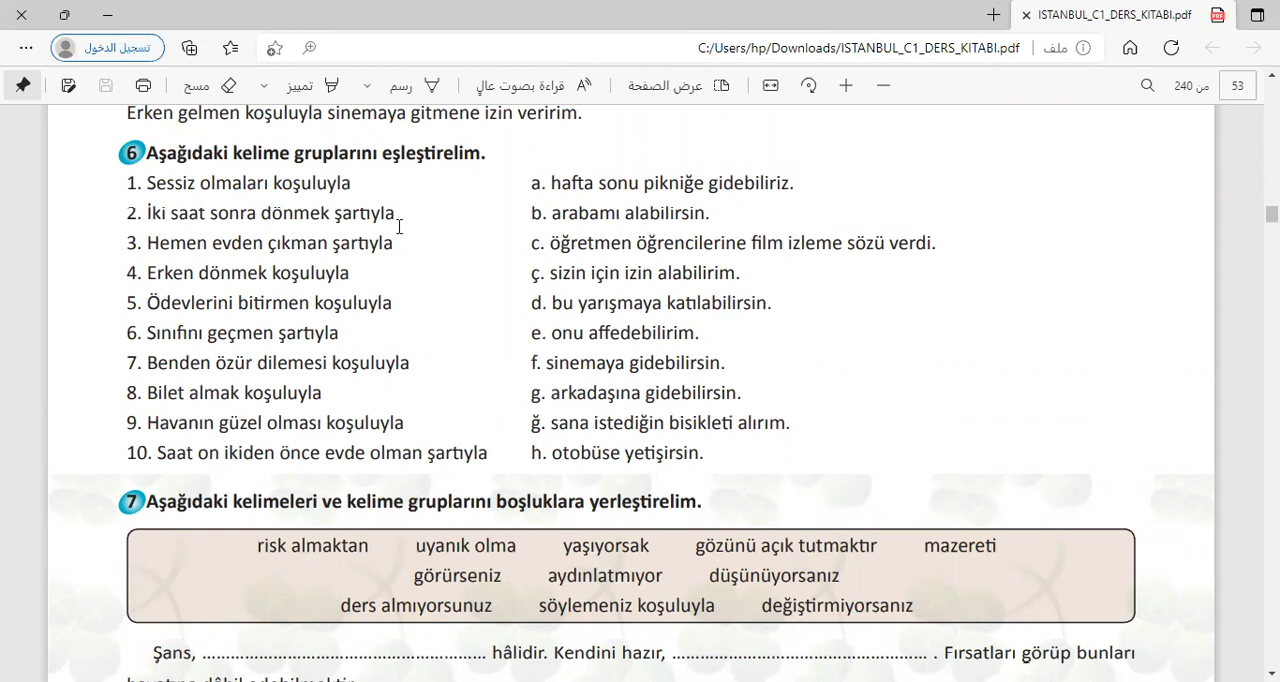 ISTANBUL_C1_DERS_KITABI.pdf
تسجيل الدخول
C:/Users/hp/Downloads/ISTANBUL_C1_DERS_KITABI.pdf
ملف
مسح
تمييز
رسم
قراءة بصوت عالٍ
عرض الصفحة
من 240
53
Erken gelmen koşuluyla sinemaya gitmene izin veririm.
6 Aşağıdaki kelime gruplarını eşleştirelim.
1. Sessiz olmaları koşuluyla a. hafta sonu pikniğe gidebiliriz.
2. İki saat sonra dönmek şartıyla b. arabamı alabilirsin.
3. Hemen evden çıkman şartıyla c. öğretmen öğrencilerine film izleme sözü verdi.
4. Erken dönmek koşuluyla ç. sizin için izin alabilirim.
5. Ödevlerini bitirmen koşuluyla d. bu yarışmaya katılabilirsin.
6. Sınıfını geçmen şartıyla e. onu affedebilirim.
7. Benden özür dilemesi koşuluyla f. sinemaya gidebilirsin.
8. Bilet almak koşuluyla g. arkadaşına gidebilirsin.
9. Havanın güzel olması koşuluyla ğ. sana istediğin bisikleti alırım.
10. Saat on ikiden önce evde olman şartıyla h. otobüse yetişirsin.
7 Aşağıdaki kelimeleri ve kelime gruplarını boşluklara yerleştirelim.
risk almaktan uyanık olma yaşıyorsak gözünü açık tutmaktır mazereti
görürseniz aydınlatmıyor düşünüyorsanız
ders almıyorsunuz söylemeniz koşuluyla değiştirmiyorsanız
Şans, .................................................. hâlidir. Kendini hazır, .............................................. . Fırsatları görüp bunları